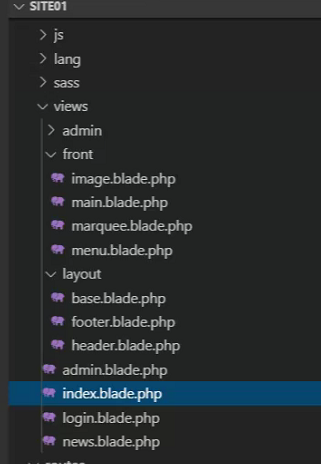 SITE01
js
lang
sass
views
admin
front
image.blade.php
main.blade.php
marquee.blade.php
menu.blade.php
layout
base.blade.php
footer.blade.php
header.blade.php
admin.blade.php
index.blade.php
login.blade.php
news.blade.php